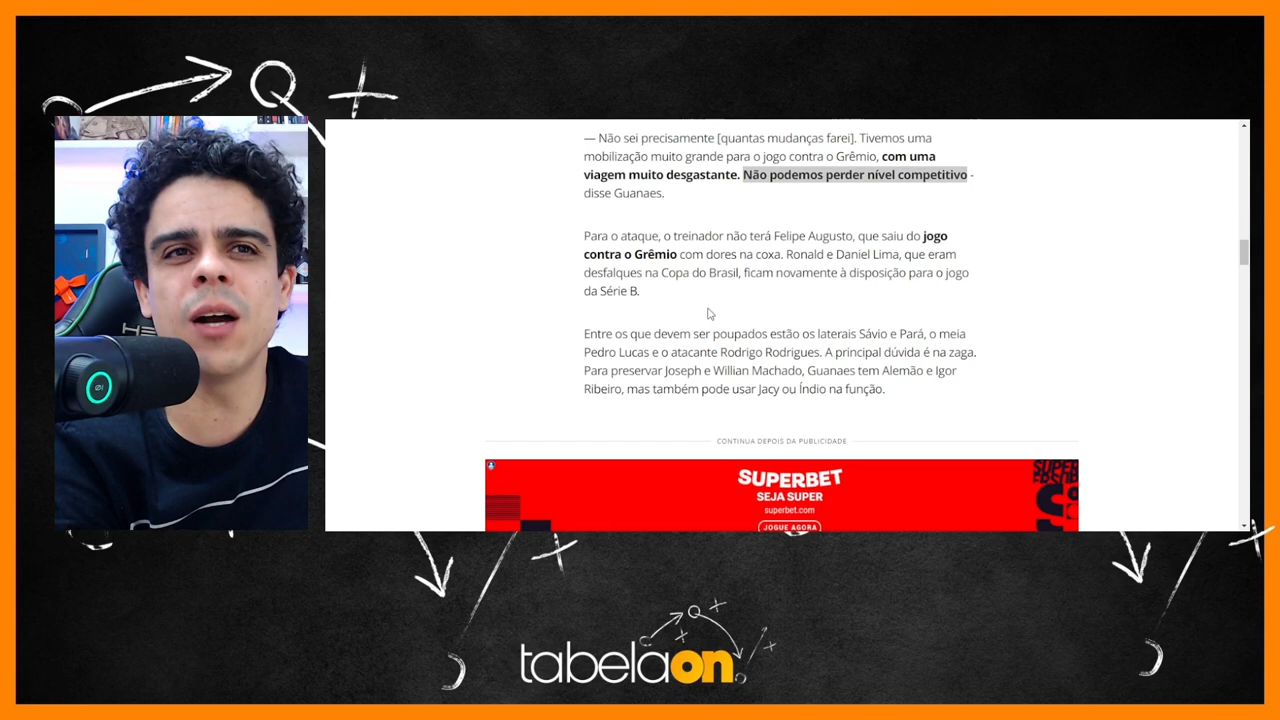 — Não sei precisamente [quantas mudanças farei]. Tivemos uma
mobilização muito grande para o jogo contra o Grêmio, com uma
viagem muito desgastante. Não podemos perder nível competitivo -
disse Guanaes.
Para o ataque, o treinador não terá Felipe Augusto, que saiu do jogo
contra o Grêmio com dores na coxa. Ronald e Daniel Lima, que eram
desfalques na Copa do Brasil, ficam novamente à disposição para o jogo
da Série B.
Entre os que devem ser poupados estão os laterais Sávio e Pará, o meia
Pedro Lucas e o atacante Rodrigo Rodrigues. A principal dúvida é na zaga.
Para preservar Joseph e Willian Machado, Guanaes tem Alemão e Igor
Ribeiro, mas também pode usar Jacy ou Índio na função.
CONTINUA DEPOIS DA PUBLICIDADE
SUPERBET
SEJA SUPER
superbet.com
JOGUE AGORA
tabelaon